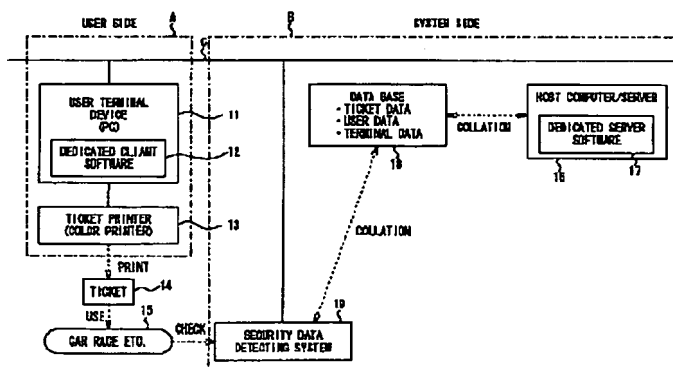 USER SIDE
A
B
SYSTEM SIDE
C
USER TERMINAL
DEVICE
(PC)
11
DEDICATED CLIENT
SOFTWARE
12
TICKET PRINTER
(COLOR PRINTER)
13
PRINT
TICKET
14
USE
15
CAR RACE ETC.
CHECK
DATA BASE
· TICKET DATA
· USER DATA
· TERMINAL DATA
18
COLLATION
HOST COMPUTER/SERVER
DEDICATED SERVER
SOFTWARE
16
17
COLLATION
19
SECURITY DATA
DETECTING SYSTEM